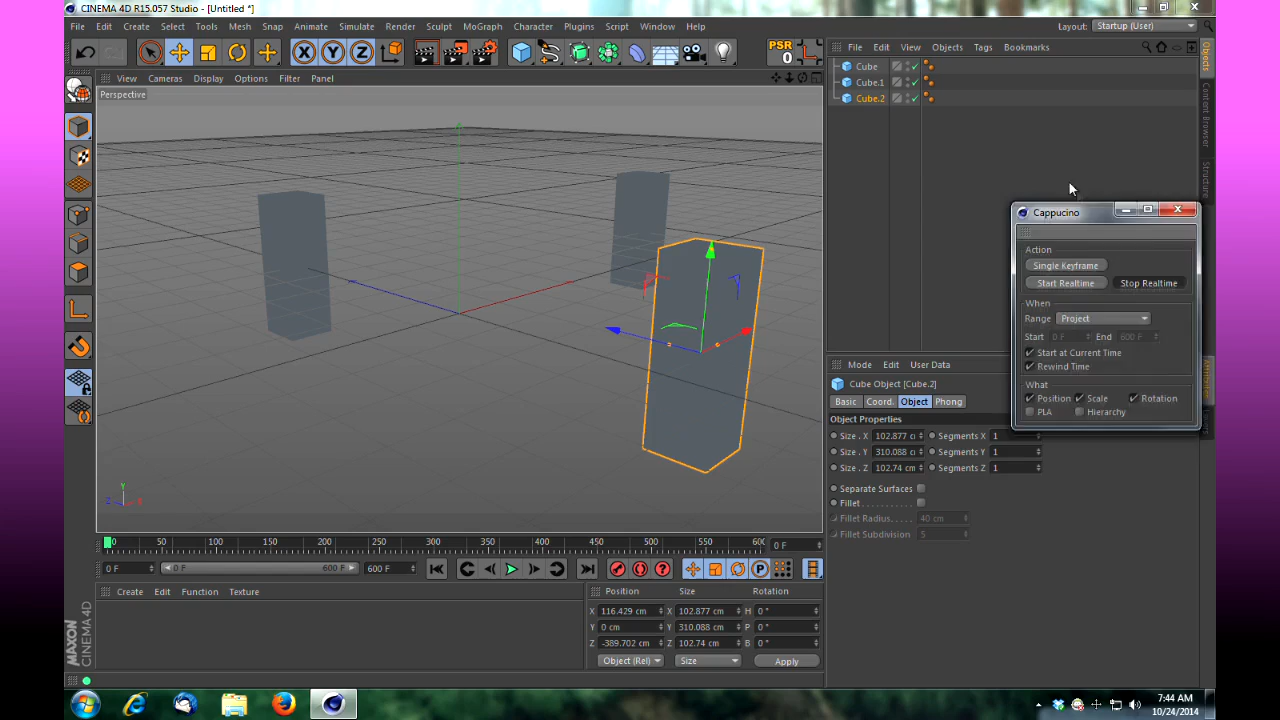 CINEMA 4D R15.057 Studio - [Untitled *]
File Edit Create Select Tools Mesh Snap Animate Simulate Render Sculpt MoGraph Character Plugins Script Window Help
Layout: Startup (User)
X Y Z PSR 0
View Cameras Display Options Filter Panel
File Edit View Objects Tags Bookmarks
Perspective
Cube
Cube.1
Cube.2
Objects
Content Browser
Structure
Cappucino
Action
Single Keyframe
Start Realtime Stop Realtime
When
Range Project
Start 0 F End 600 F
Start at Current Time
Rewind Time
What
Position Scale Rotation
PLA Hierarchy
Mode Edit User Data
Cube Object [Cube.2]
Basic Coord. Object Phong
Object Properties
Size . X 102.877 c Segments X 1
Size . Y 310.088 c Segments Y 1
Size . Z 102.74 cm Segments Z 1
Separate Surfaces
Fillet . . . . . . . . . . .
Fillet Radius. . . . . 40 cm
Fillet Subdivision 5
Y
Z X
0 50 100 150 200 250 300 350 400 450 500 550 600 0 F
0 F 0 F 600 F 600 F
P
Create Edit Function Texture
Position Size Rotation
X 116.429 cm X 102.877 cm H 0 °
Y 0 cm Y 310.088 cm P 0 °
Z -389.702 cm Z 102.74 cm B 0 °
Object (Rel) Size Apply
MAXON
CINEMA 4D
7:44 AM
10/24/2014